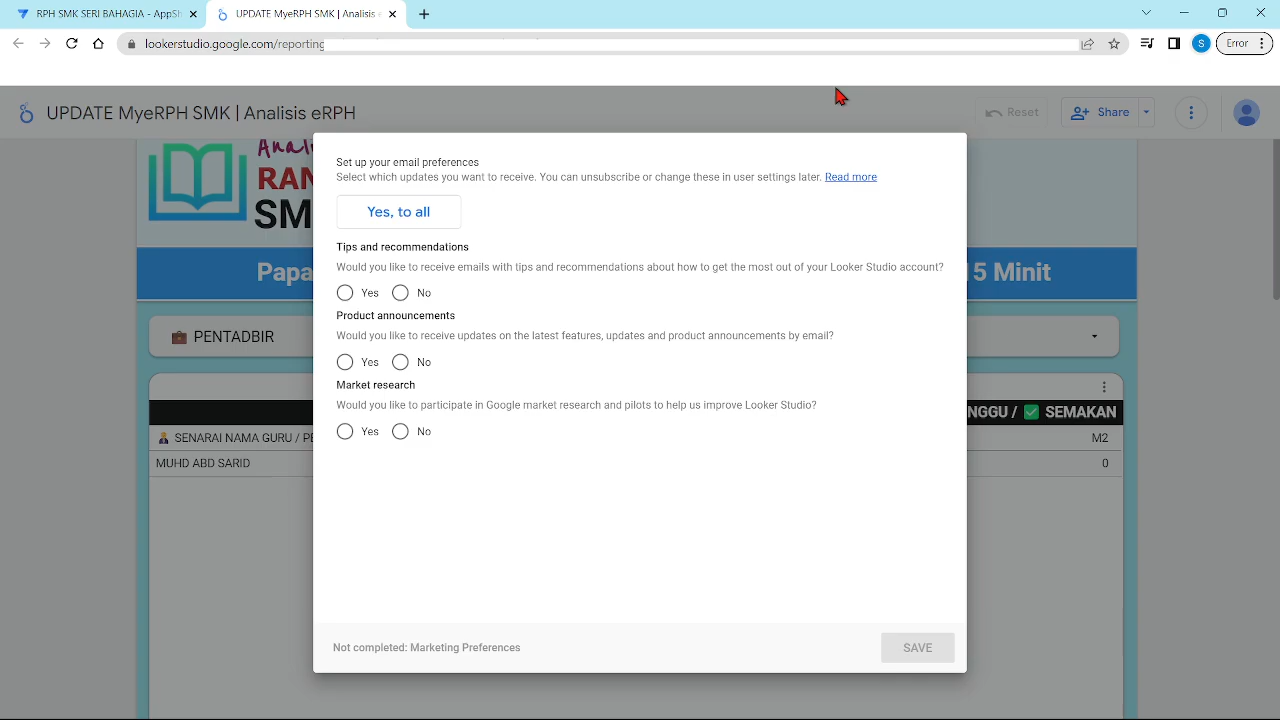 RPH SMK SERI BAHAGIA - AppSh
UPDATE MyeRPH SMK | Analisis e
lookerstudio.google.com/reporting
S
Error
UPDATE MyeRPH SMK | Analisis eRPH
Reset
Share
RAN
SM
Papa
15 Minit
PENTADBIR
NGGU / ✅ SEMAKAN
SENARAI NAMA GURU / PE
M2
MUHD ABD SARID
0
Set up your email preferences
Select which updates you want to receive. You can unsubscribe or change these in user settings later. Read more
Yes, to all
Tips and recommendations
Would you like to receive emails with tips and recommendations about how to get the most out of your Looker Studio account?
Yes No
Product announcements
Would you like to receive updates on the latest features, updates and product announcements by email?
Yes No
Market research
Would you like to participate in Google market research and pilots to help us improve Looker Studio?
Yes No
Not completed: Marketing Preferences
SAVE